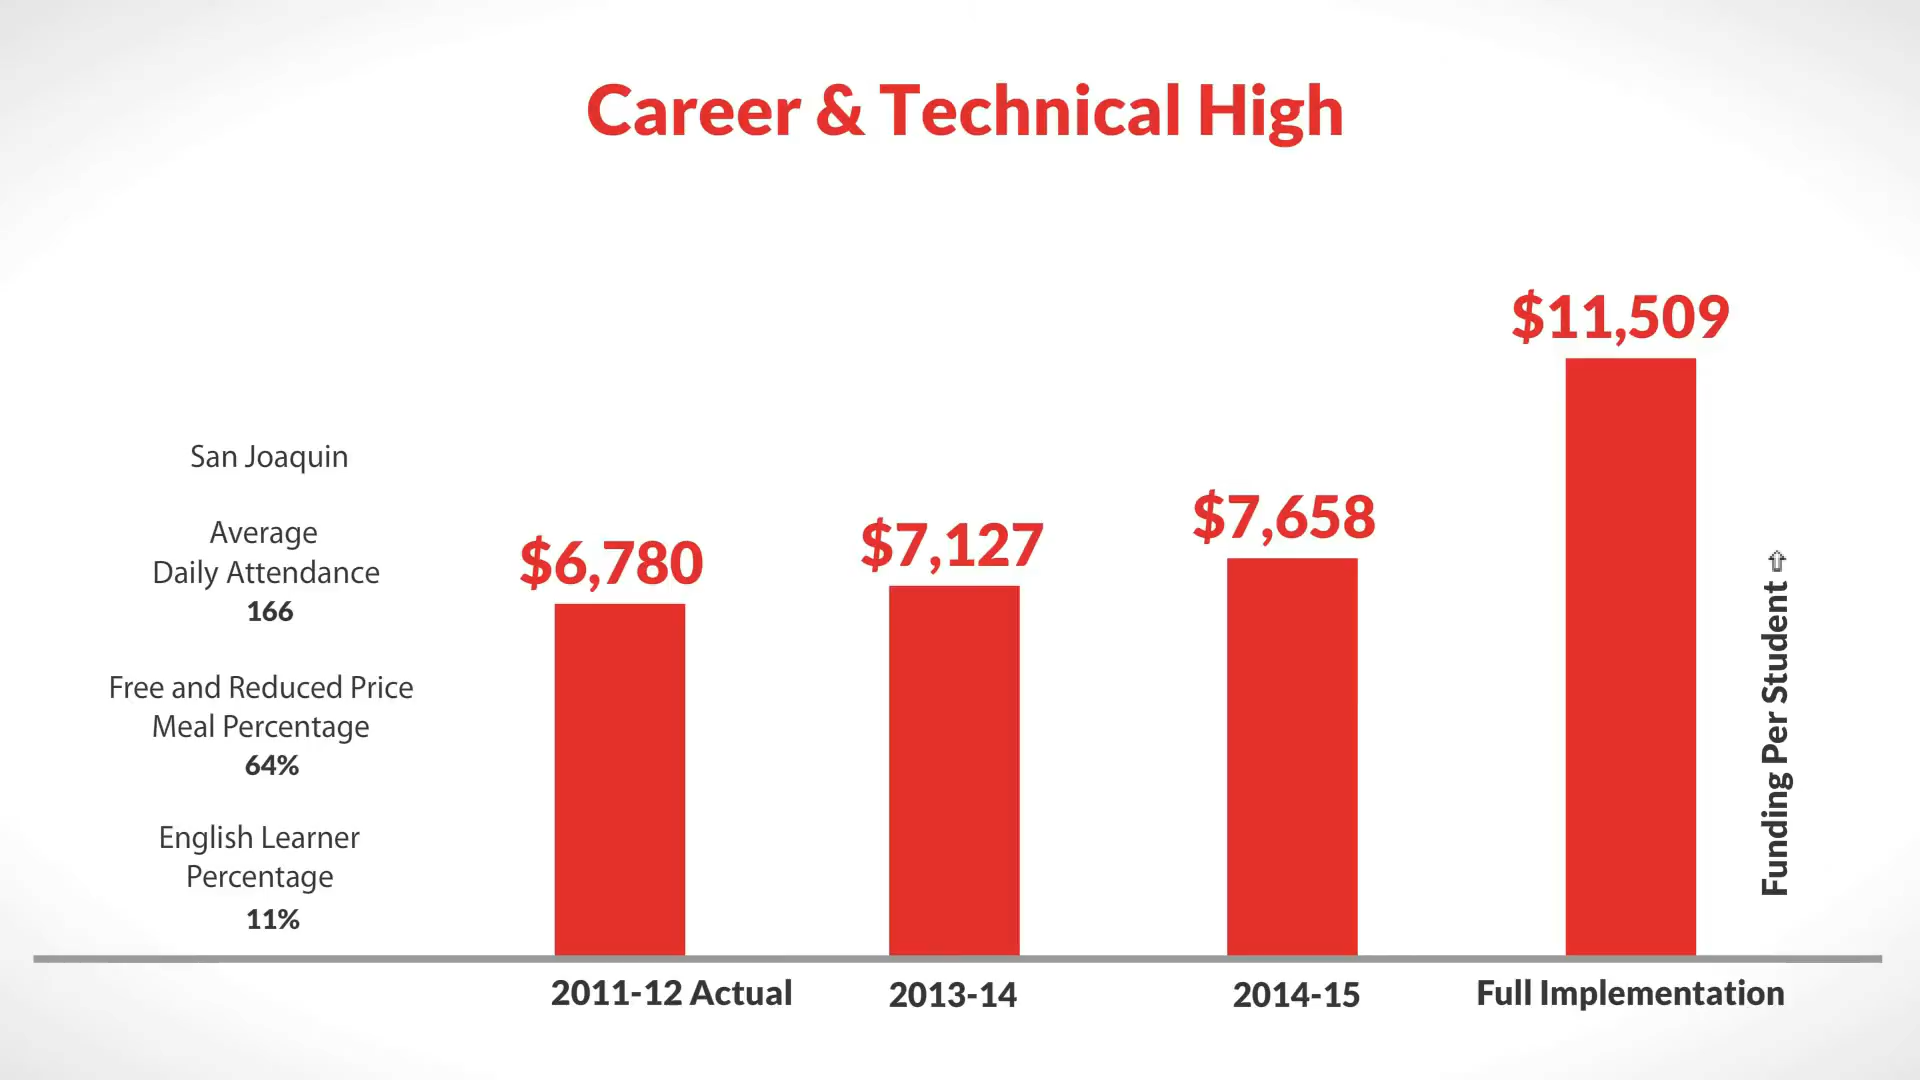 Career & Technical High
San Joaquin
Average
Daily Attendance
166
Free and Reduced Price
Meal Percentage
64%
English Learner
Percentage
11%
$6,780
$7,127
$7,658
$11,509
2011-12 Actual
2013-14
2014-15
Full Implementation
Funding Per Student ⇨